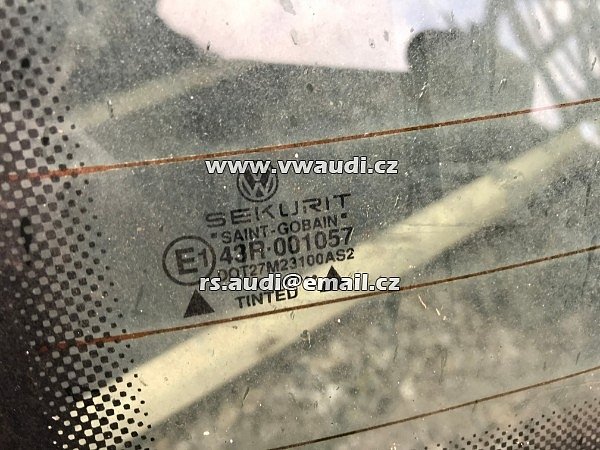 www.vwaudi.cz
SEKURIT
"SAINT-GOBAIN"
E1 43R-001057
DOT27M23100AS2
rs.audi@email.cz
TINTED